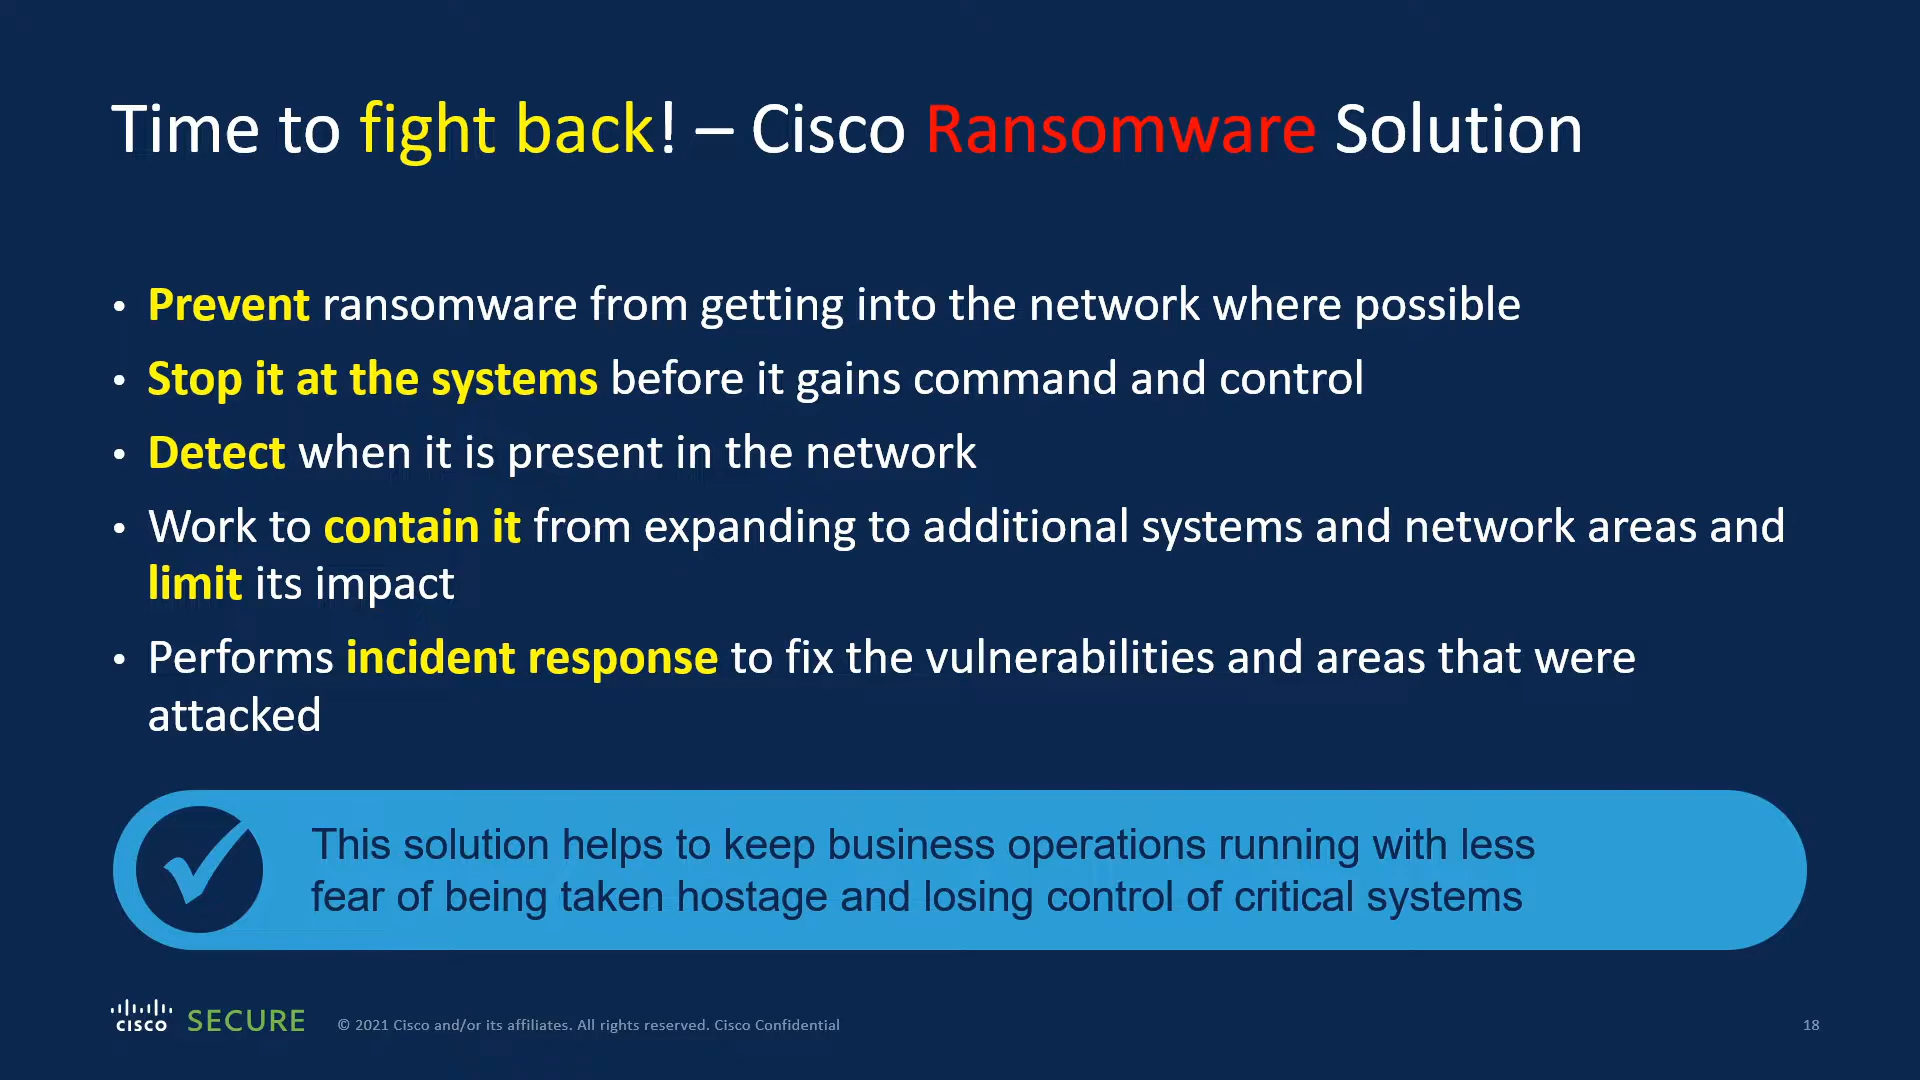 Time to fight back! – Cisco Ransomware Solution
• Prevent ransomware from getting into the network where possible
• Stop it at the systems before it gains command and control
• Detect when it is present in the network
• Work to contain it from expanding to additional systems and network areas and
limit its impact
• Performs incident response to fix the vulnerabilities and areas that were
attacked
This solution helps to keep business operations running with less
fear of being taken hostage and losing control of critical systems
CISCO SECURE © 2021 Cisco and/or its affiliates. All rights reserved. Cisco Confidential 18